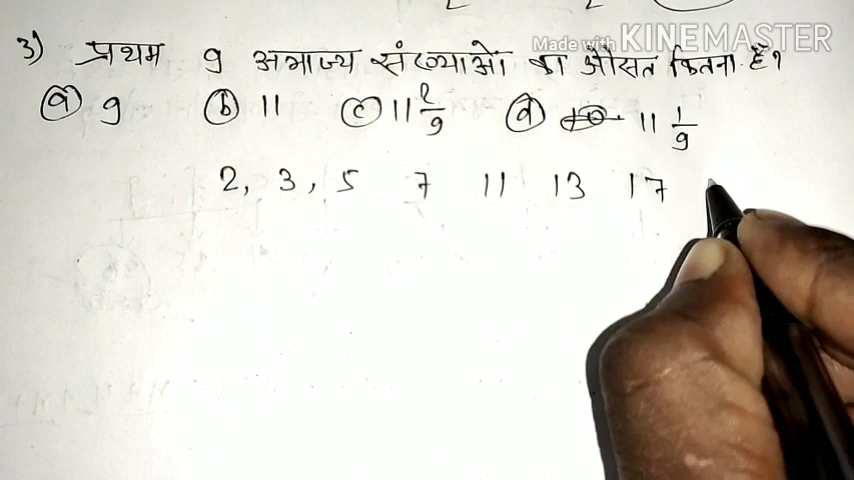 Made with KINEMASTER
3) प्रथम 9 अभाज्य संख्याओं का औसत कितना है?
(a) 9 (b) 11 (c) 11 2/9 (d) 11 1/9
2, 3, 5 7 11 13 17